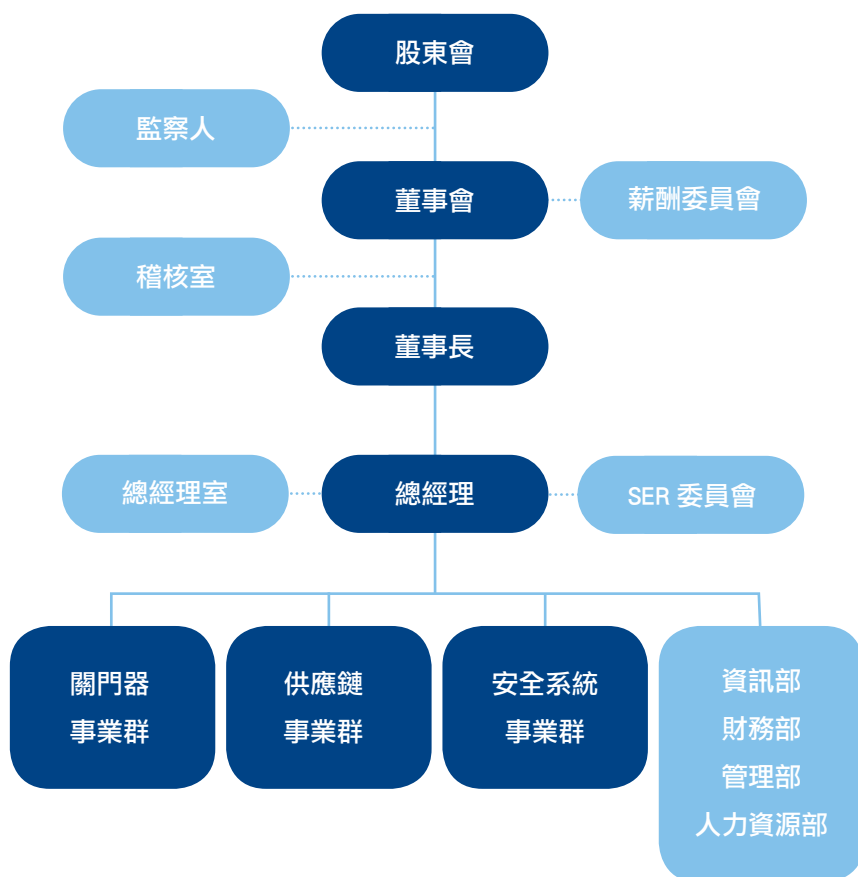 股東會
監察人
董事會
薪酬委員會
稽核室
董事長
總經理室
總經理
SER 委員會
關門器
事業群
供應鏈
事業群
安全系統
事業群
資訊部
財務部
管理部
人力資源部